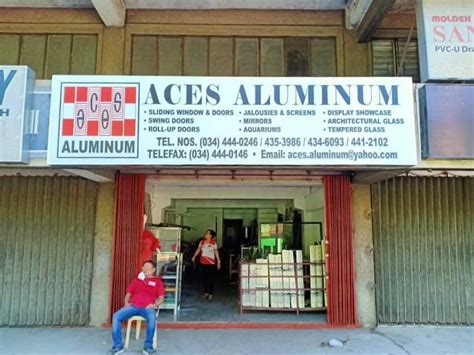 ACES ALUMINUM
• SLIDING WINDOW & DOORS
• SWING DOORS
• ROLL-UP DOORS
• JALOUSIES & SCREENS
• MIRRORS
• AQUARIUMS
• DISPLAY SHOWCASE
• ARCHITECTURAL GLASS
• TEMPERED GLASS
TEL. NOS. (034) 444-0246 / 435-3986 / 434-6093 / 441-2102
TELEFAX: (034) 444-0146 • Email: aces.aluminum@yahoo.com
ACES
ALUMINUM
MOLDEX
SAN
PVC-U Dra
Y
H